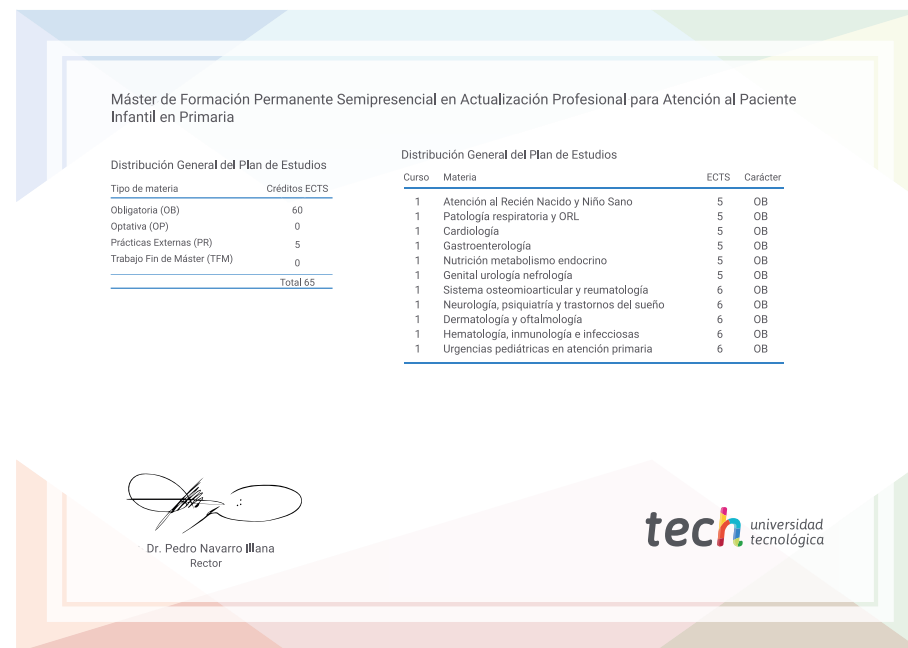 Máster de Formación Permanente Semipresencial en Actualización Profesional para Atención al Paciente
Infantil en Primaria
Distribución General del Plan de Estudios
Tipo de materia Créditos ECTS
Obligatoria (OB) 60
Optativa (OP) 0
Prácticas Externas (PR) 5
Trabajo Fin de Máster (TFM) 0
Total 65
Distribución General del Plan de Estudios
Curso Materia ECTS Carácter
1 Atención al Recién Nacido y Niño Sano 5 OB
1 Patología respiratoria y ORL 5 OB
1 Cardiología 5 OB
1 Gastroenterología 5 OB
1 Nutrición metabolismo endocrino 5 OB
1 Genital urología nefrología 5 OB
1 Sistema osteomioarticular y reumatología 6 OB
1 Neurología, psiquiatría y trastornos del sueño 6 OB
1 Dermatología y oftalmología 6 OB
1 Hematología, inmunología e infecciosas 6 OB
1 Urgencias pediátricas en atención primaria 6 OB
Dr. Pedro Navarro Illana
Rector
tech universidad
tecnológica